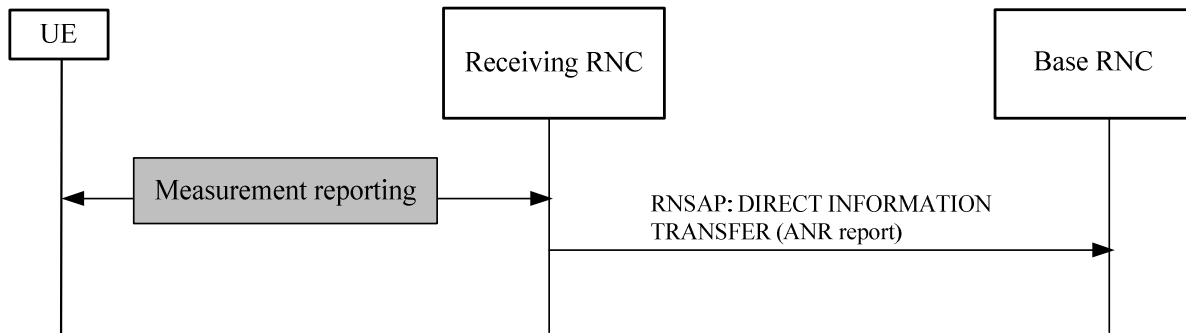 UE
Receiving RNC
Base RNC
Measurement reporting
RNSAP: DIRECT INFORMATION
TRANSFER (ANR report)